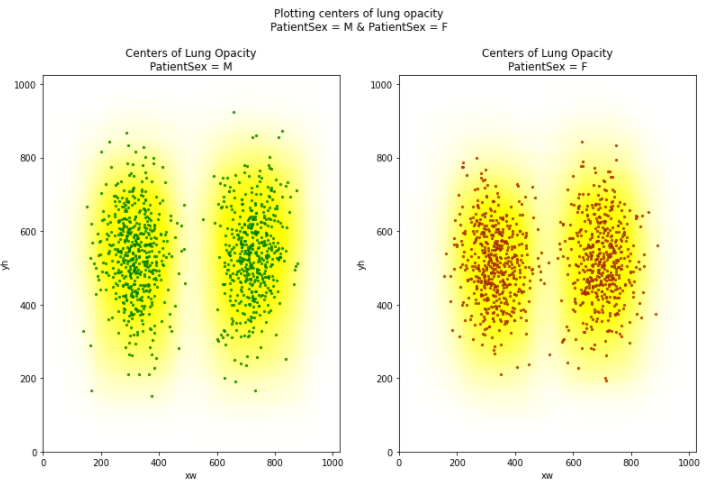 Plotting centers of lung opacity
PatientSex = M & PatientSex = F
Centers of Lung Opacity
PatientSex = M
1000
800
600
400
200
0
yh
0 200 400 600 800 1000
xw
Centers of Lung Opacity
PatientSex = F
1000
800
600
400
200
0
yh
0 200 400 600 800 1000
xw